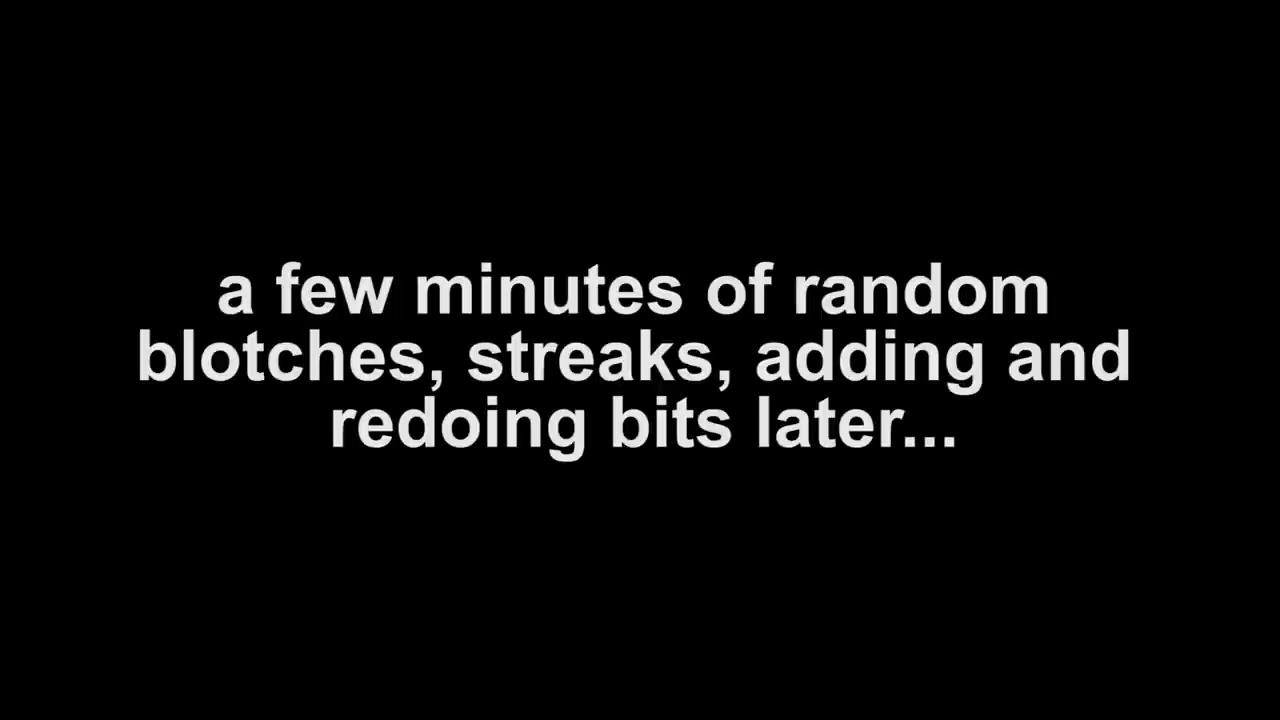 a few minutes of random
blotches, streaks, adding and
redoing bits later...